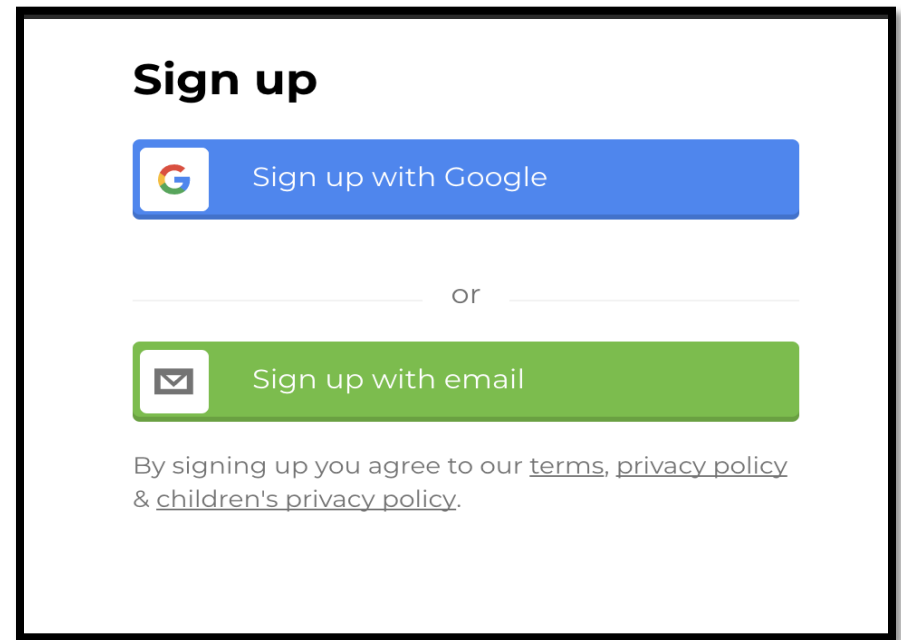 Sign up
Sign up with Google
or
Sign up with email
By signing up you agree to our terms, privacy policy
& children's privacy policy.